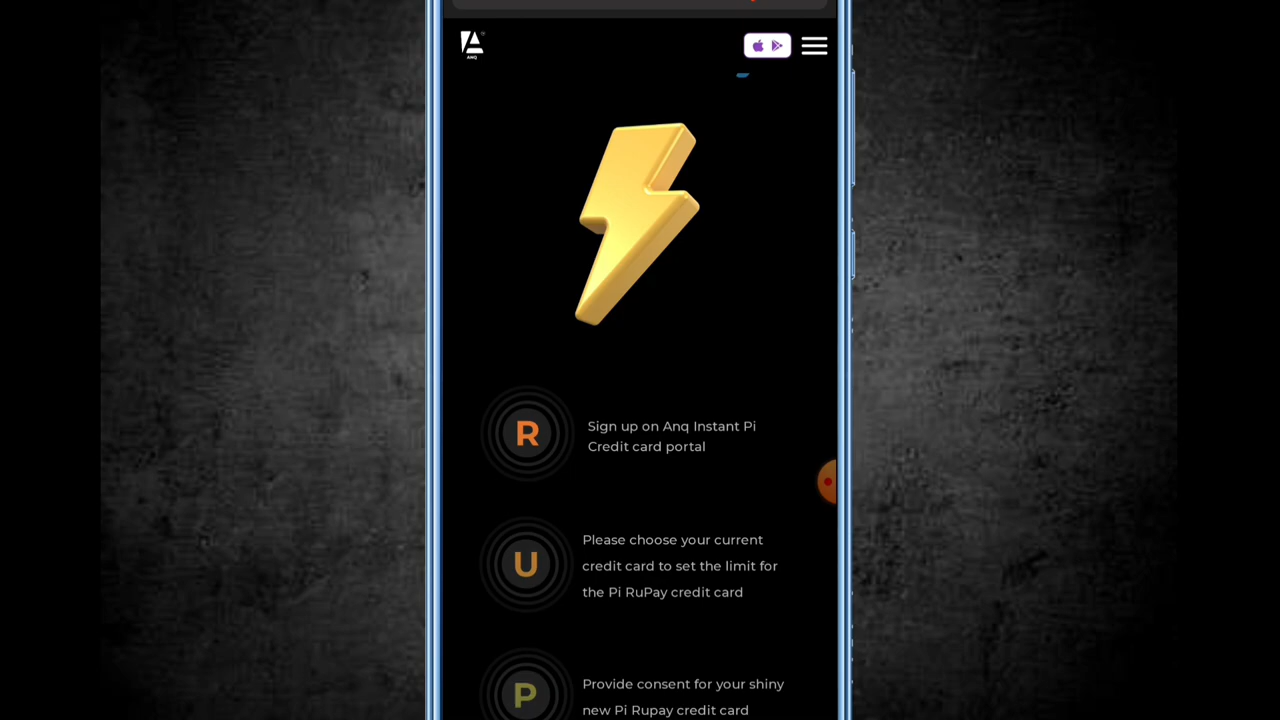 ANQ
R
Sign up on Anq Instant Pi
Credit card portal
U
Please choose your current
credit card to set the limit for
the Pi RuPay credit card
P
Provide consent for your shiny
new Pi Rupay credit card